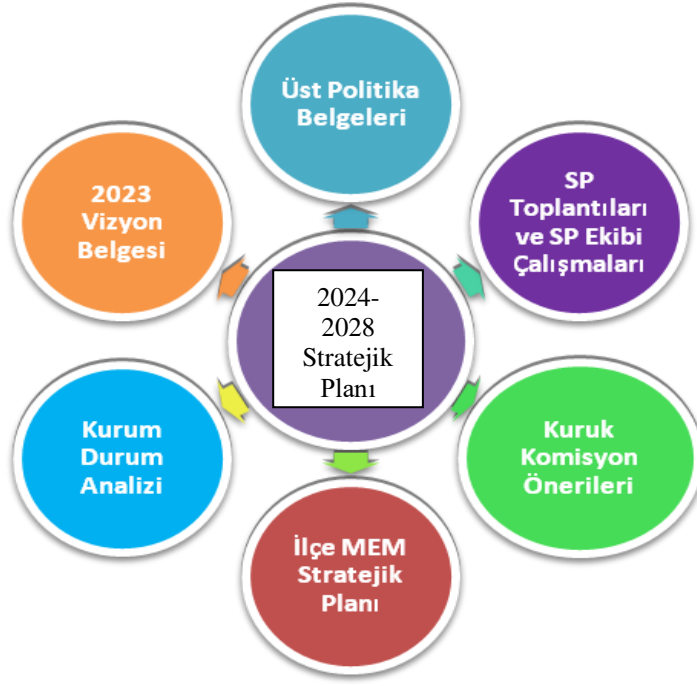 Üst Politika
Belgeleri
SP
Toplantıları
ve SP Ekibi
Çalışmaları
Kuruk
Komisyon
Önerileri
İlçe MEM
Stratejik
Planı
Kurum
Durum
Analizi
2023
Vizyon
Belgesi
2024-
2028
Stratejik
Planı